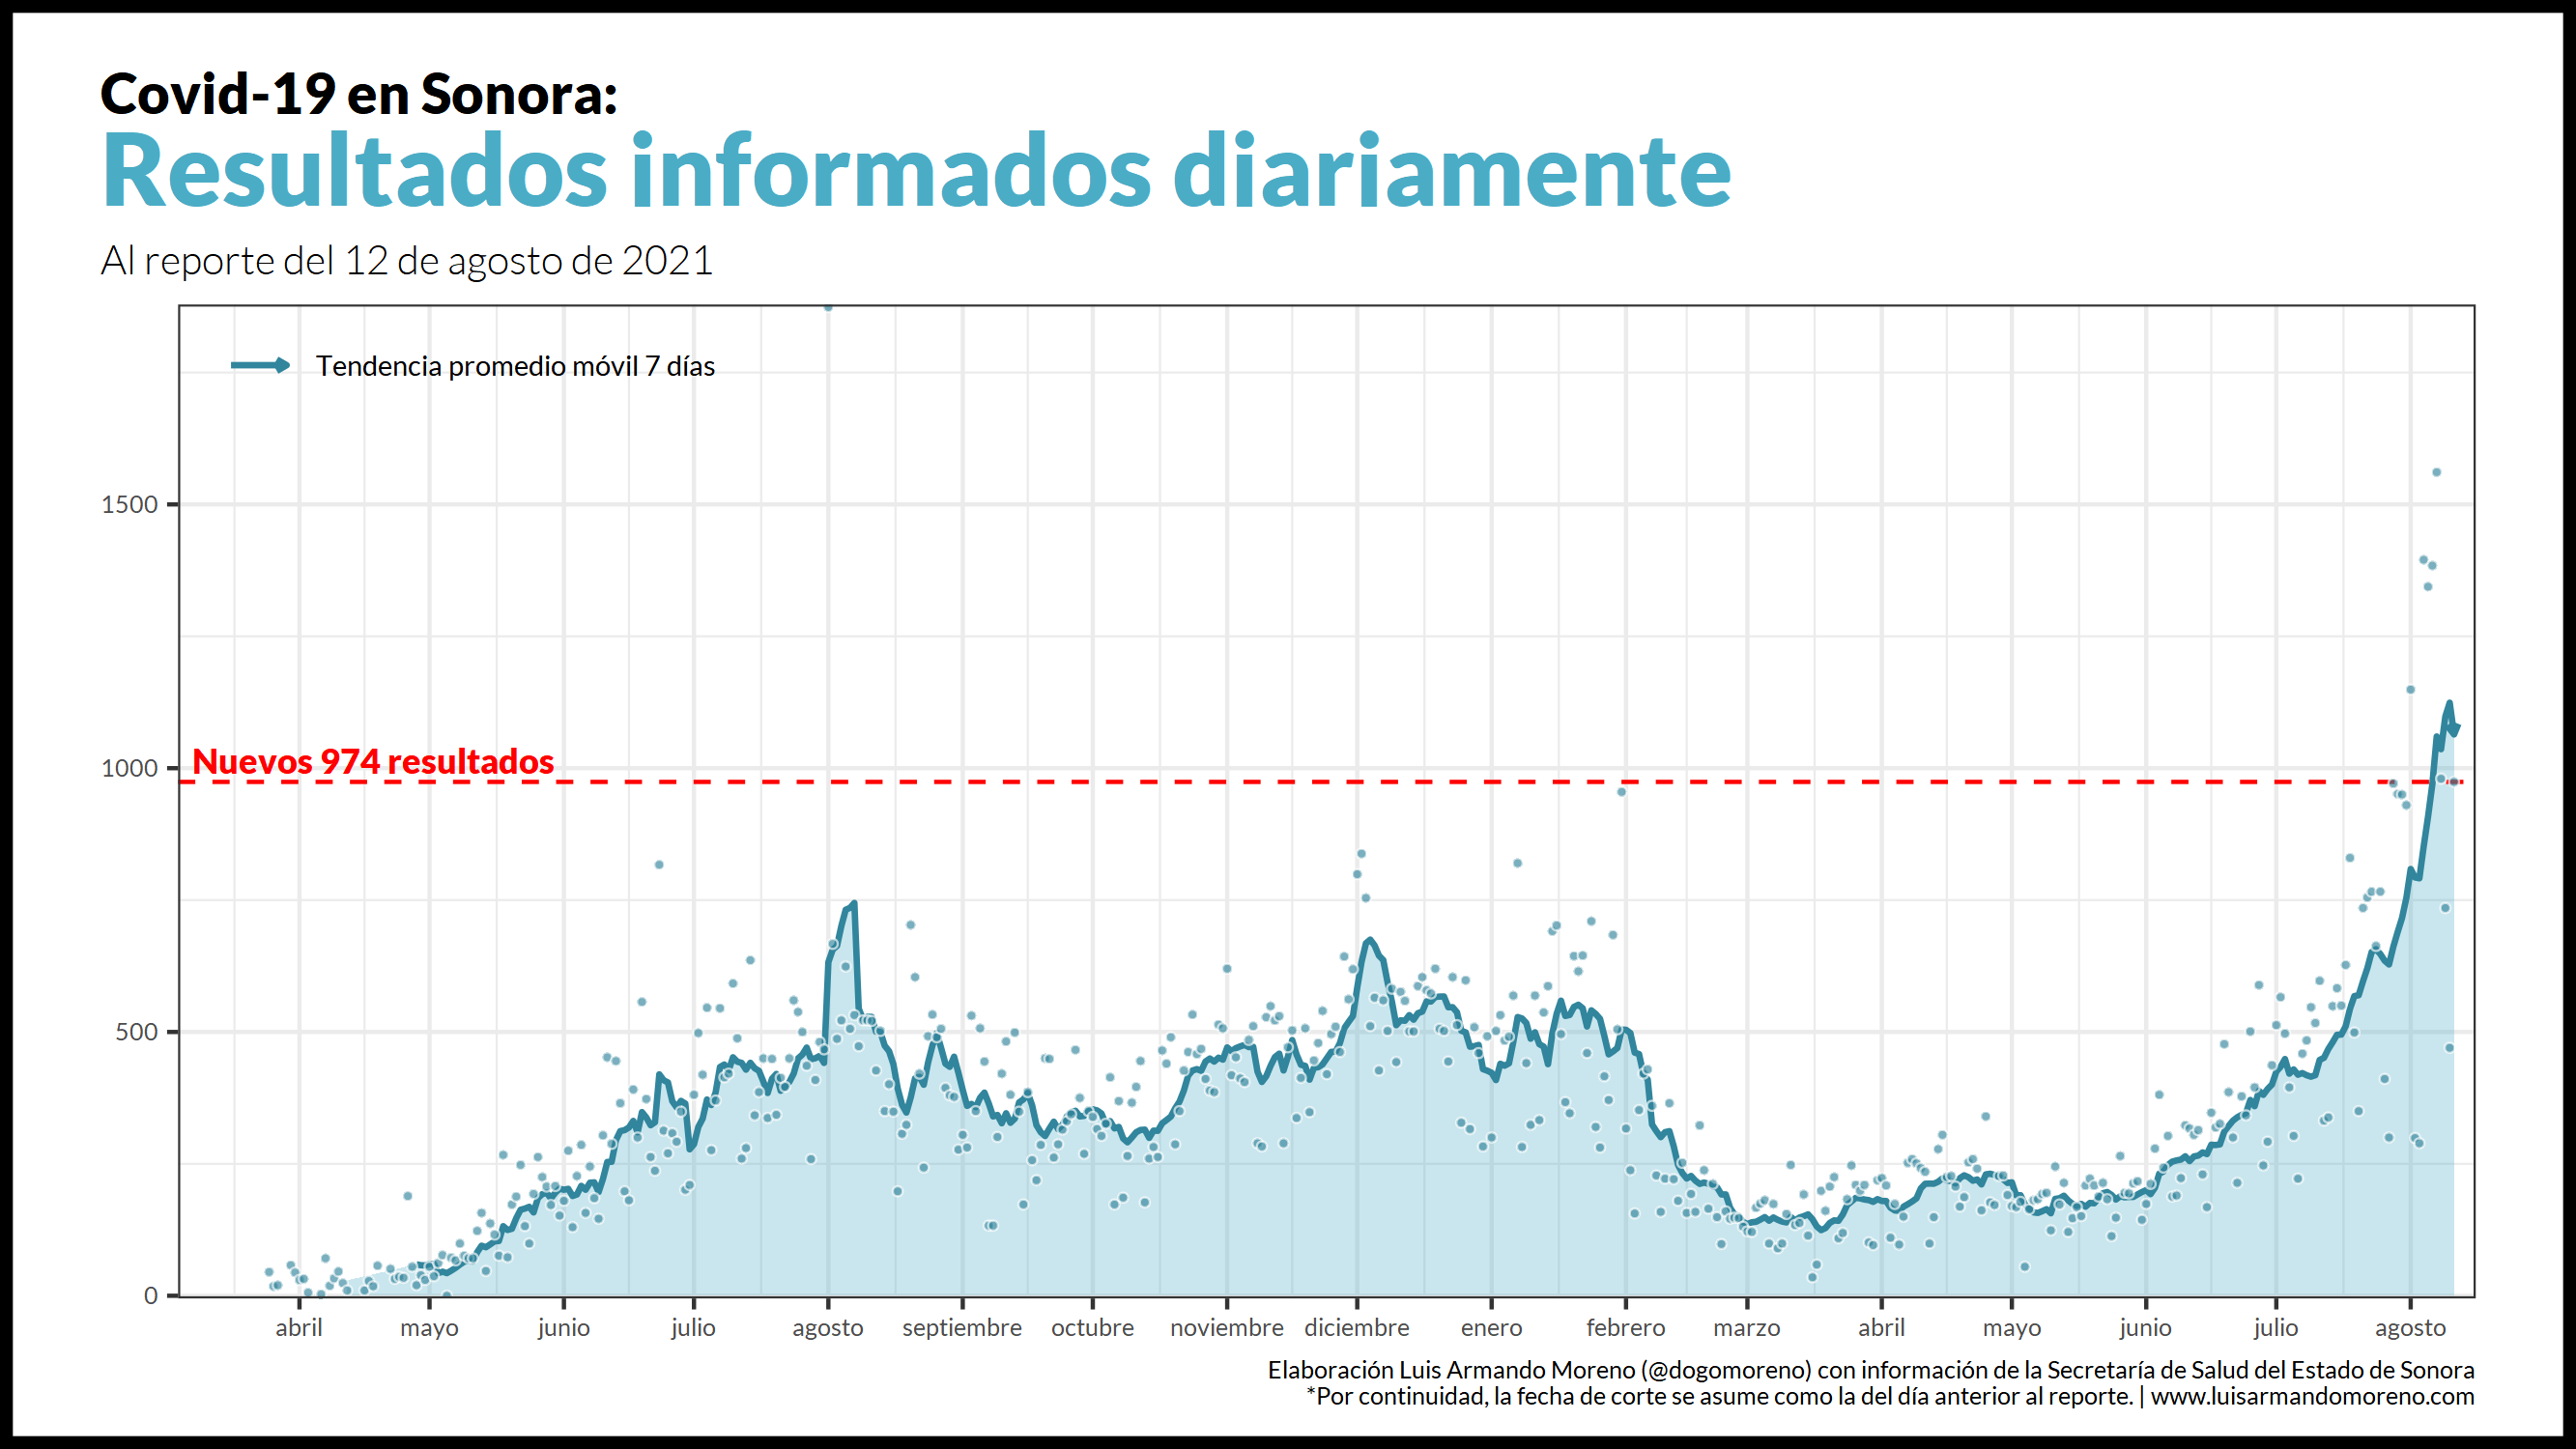 Covid-19 en Sonora:
Resultados informados diariamente
Al reporte del 12 de agosto de 2021
Tendencia promedio móvil 7 días
1500
1000
Nuevos 974 resultados
500
0
abril mayo junio julio agosto septiembre octubre noviembre diciembre enero febrero marzo abril mayo junio julio agosto
Elaboración Luis Armando Moreno (@dogomoreno) con información de la Secretaría de Salud del Estado de Sonora
*Por continuidad, la fecha de corte se asume como la del día anterior al reporte. | www.luisarmandomoreno.com